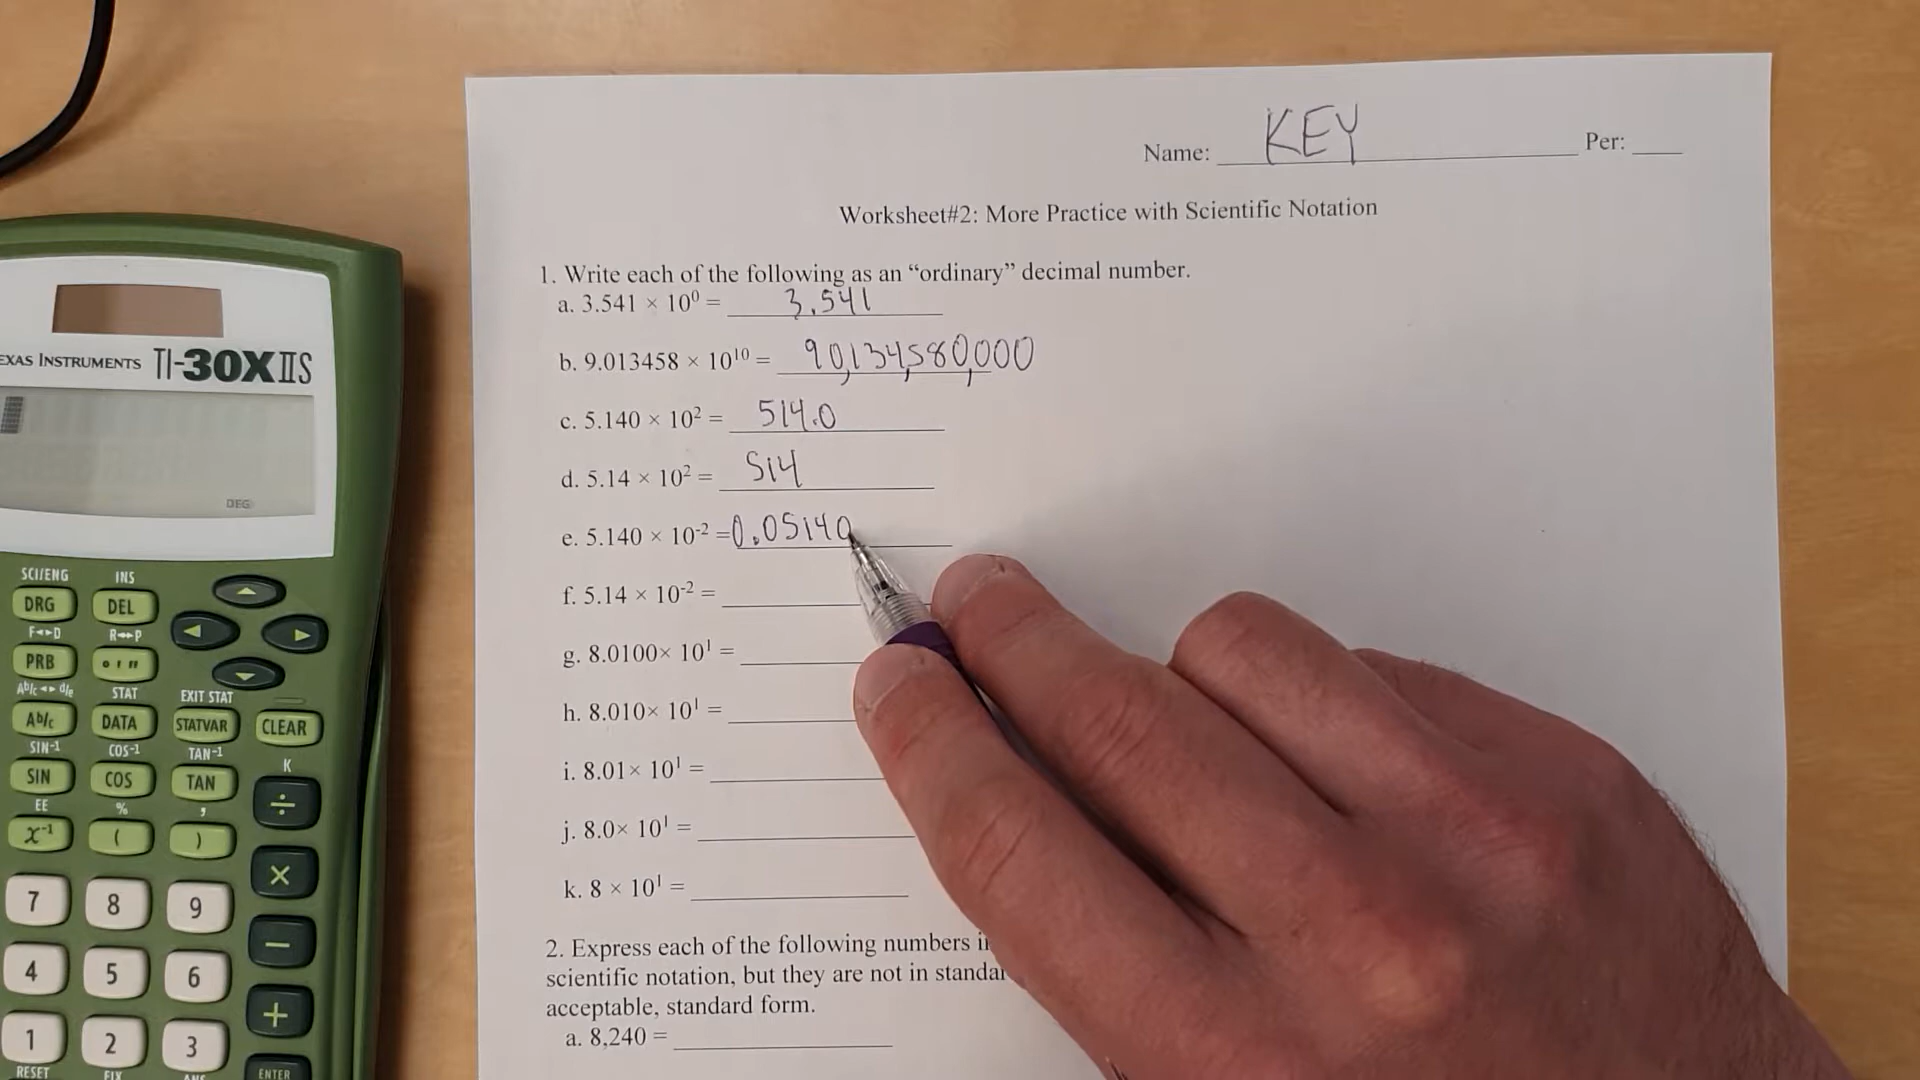 Name: KEY Per: ___
Worksheet#2: More Practice with Scientific Notation
1. Write each of the following as an “ordinary” decimal number.
a. 3.541 × 10⁰ = 3.541
b. 9.013458 × 10¹⁰ = 90,134,580,000
c. 5.140 × 10² = 514.0
d. 5.14 × 10² = 514
e. 5.140 × 10⁻² = 0.05140
f. 5.14 × 10⁻² =
g. 8.0100× 10¹ =
h. 8.010× 10¹ =
i. 8.01× 10¹ =
j. 8.0× 10¹ =
k. 8 × 10¹ =
2. Express each of the following numbers
scientific notation, but they are not in
acceptable, standard form.
a. 8,240 =
EXAS INSTRUMENTS TI-30X IIS
DEG
SCI/ENG INS
DRG DEL
F◄►D R◄►P
PRB ° ′ ″
Ab/c ◄► d/e STAT EXIT STAT
Ab/c DATA STATVAR CLEAR
SIN⁻¹ COS⁻¹ TAN⁻¹ K
SIN COS TAN ÷
EE % ,
x⁻¹ ( ) ×
7 8 9 −
4 5 6 +
1 2 3 ENTER
RESET FIX